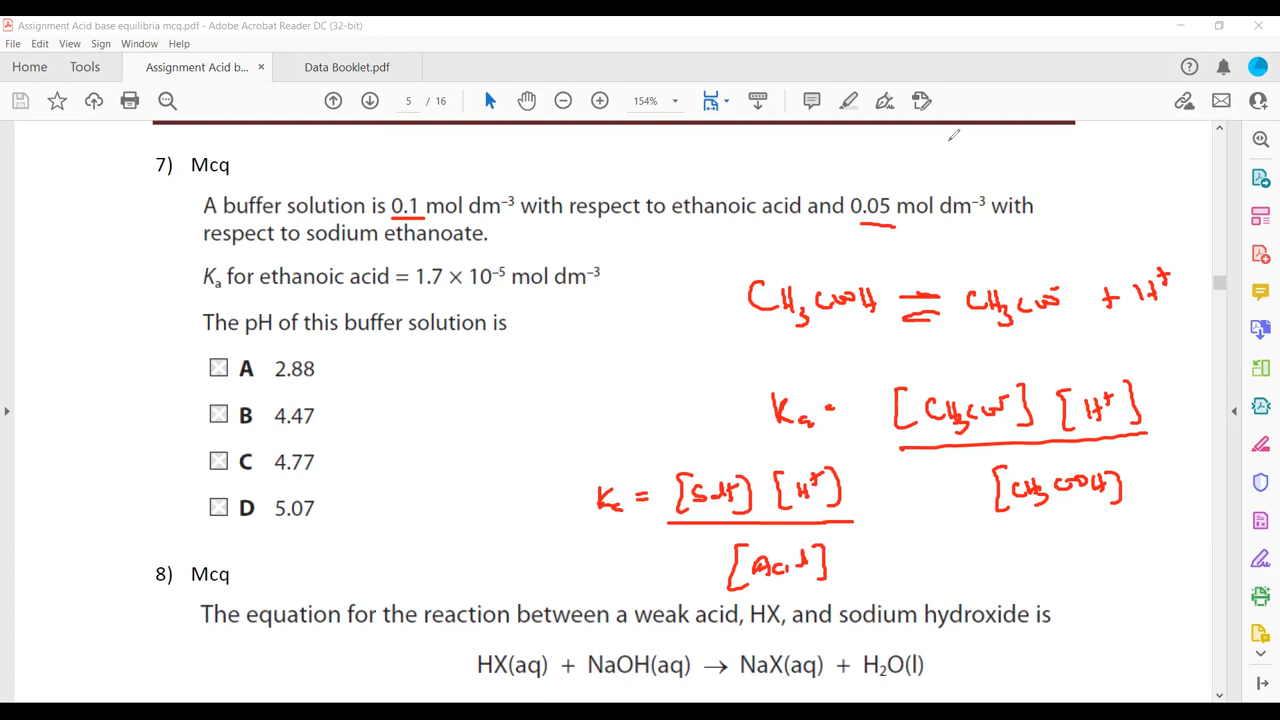 Assignment Acid base equilibria mcq.pdf - Adobe Acrobat Reader DC (32-bit)
File Edit View Sign Window Help
Home Tools Assignment Acid b... × Data Booklet.pdf
5 / 16 154%
7) Mcq
A buffer solution is 0.1 mol dm⁻³ with respect to ethanoic acid and 0.05 mol dm⁻³ with
respect to sodium ethanoate.
Kₐ for ethanoic acid = 1.7 × 10⁻⁵ mol dm⁻³
CH₃COOH ⇌ CH₃COO⁻ + H⁺
The pH of this buffer solution is
A 2.88
B 4.47
C 4.77
D 5.07
Kₐ = [CH₃COO⁻] [H⁺]
[CH₃COOH]
Kₐ = [Salt] [H⁺]
[Acid]
8) Mcq
The equation for the reaction between a weak acid, HX, and sodium hydroxide is
HX(aq) + NaOH(aq) → NaX(aq) + H₂O(l)